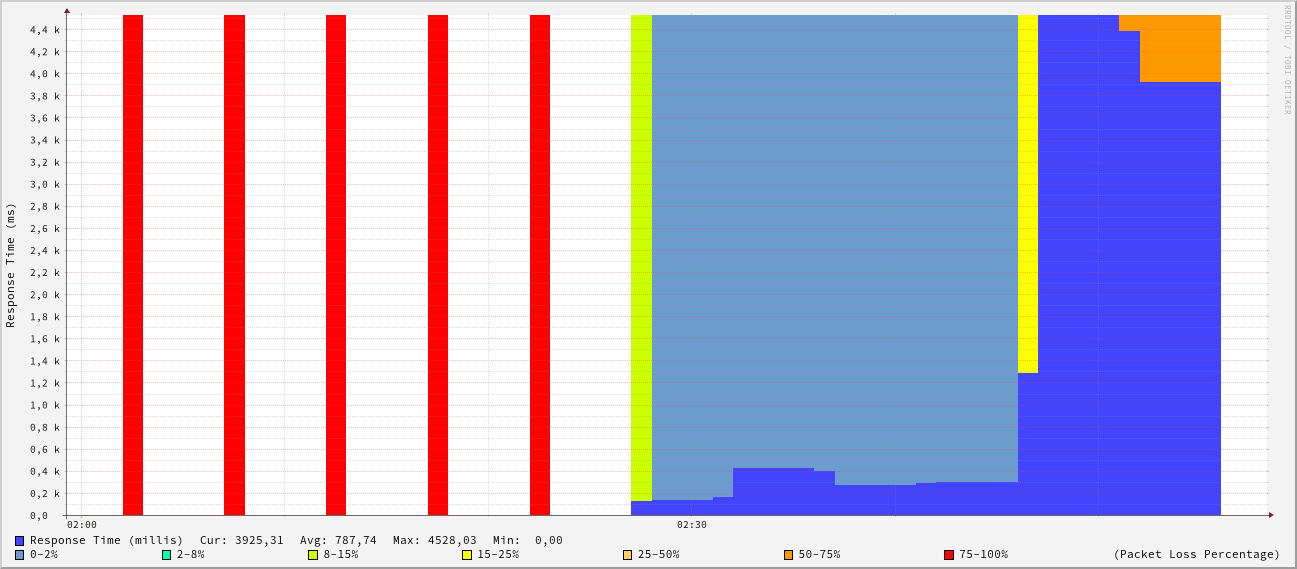 RRDTOOL / TOBI OETIKER
Response Time (ms)
4,4 k
4,2 k
4,0 k
3,8 k
3,6 k
3,4 k
3,2 k
3,0 k
2,8 k
2,6 k
2,4 k
2,2 k
2,0 k
1,8 k
1,6 k
1,4 k
1,2 k
1,0 k
0,8 k
0,6 k
0,4 k
0,2 k
0,0
02:00 02:30
Response Time (millis) Cur: 3925,31 Avg: 787,74 Max: 4528,03 Min: 0,00
0-2% 2-8% 8-15% 15-25% 25-50% 50-75% 75-100% (Packet Loss Percentage)